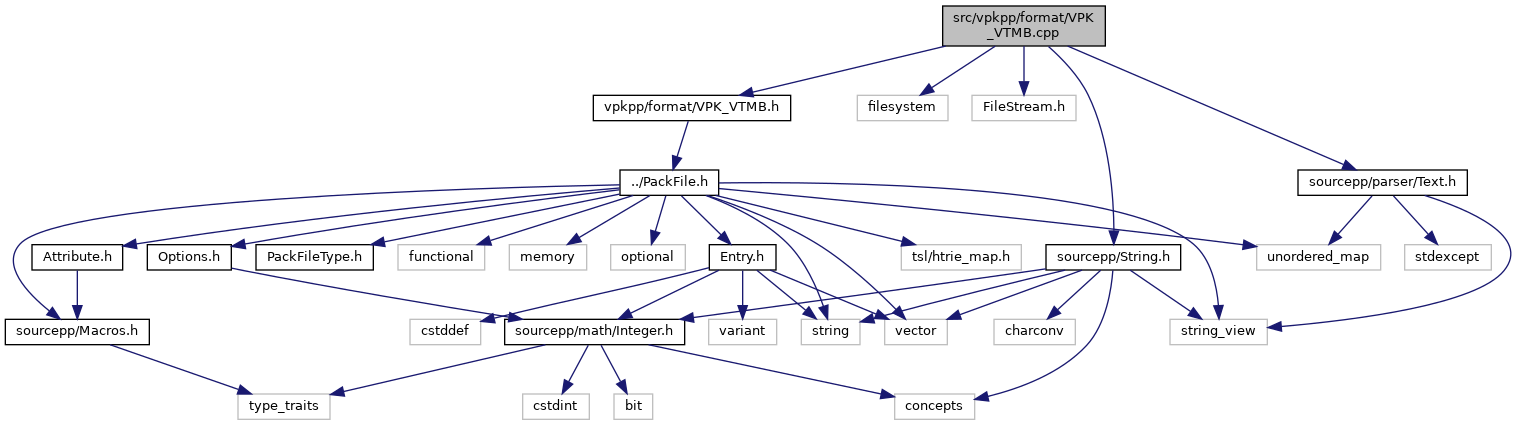 src/vpkpp/format/VPK
_VTMB.cpp
vpkpp/format/VPK_VTMB.h
filesystem
FileStream.h
../PackFile.h
sourcepp/parser/Text.h
Attribute.h
Options.h
PackFileType.h
functional
memory
optional
Entry.h
tsl/htrie_map.h
sourcepp/String.h
unordered_map
stdexcept
sourcepp/Macros.h
cstddef
sourcepp/math/Integer.h
variant
string
vector
charconv
string_view
type_traits
cstdint
bit
concepts